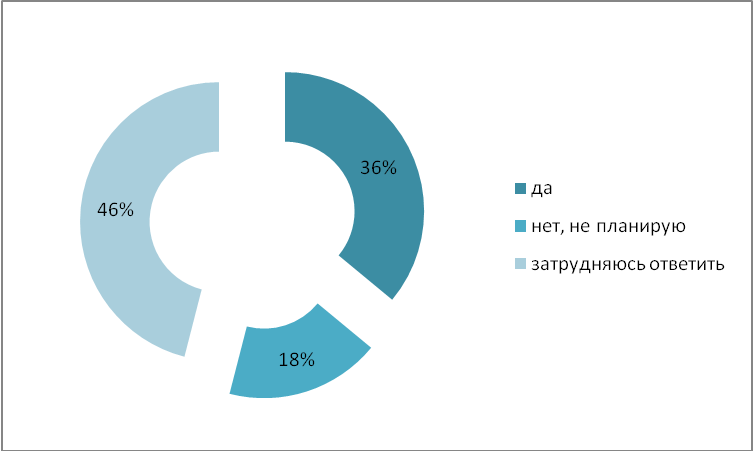 36%
46%
18%
да
нет, не планирую
затрудняюсь ответить